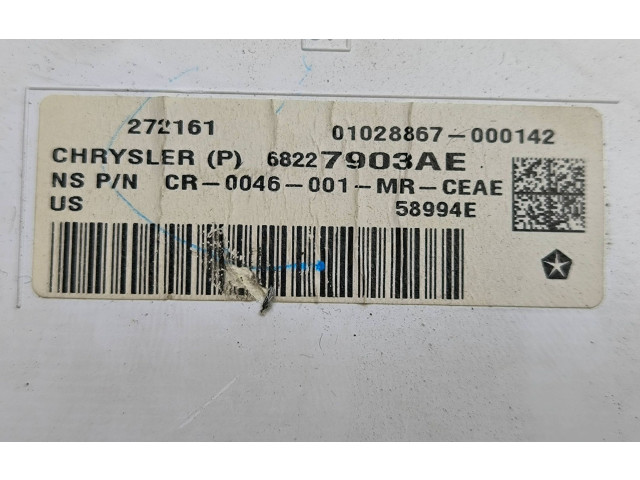 272161 01028867-000142
CHRYSLER (P) 68227903AE
NS P/N CR-0046-001-MR-CEAE
US 58994E